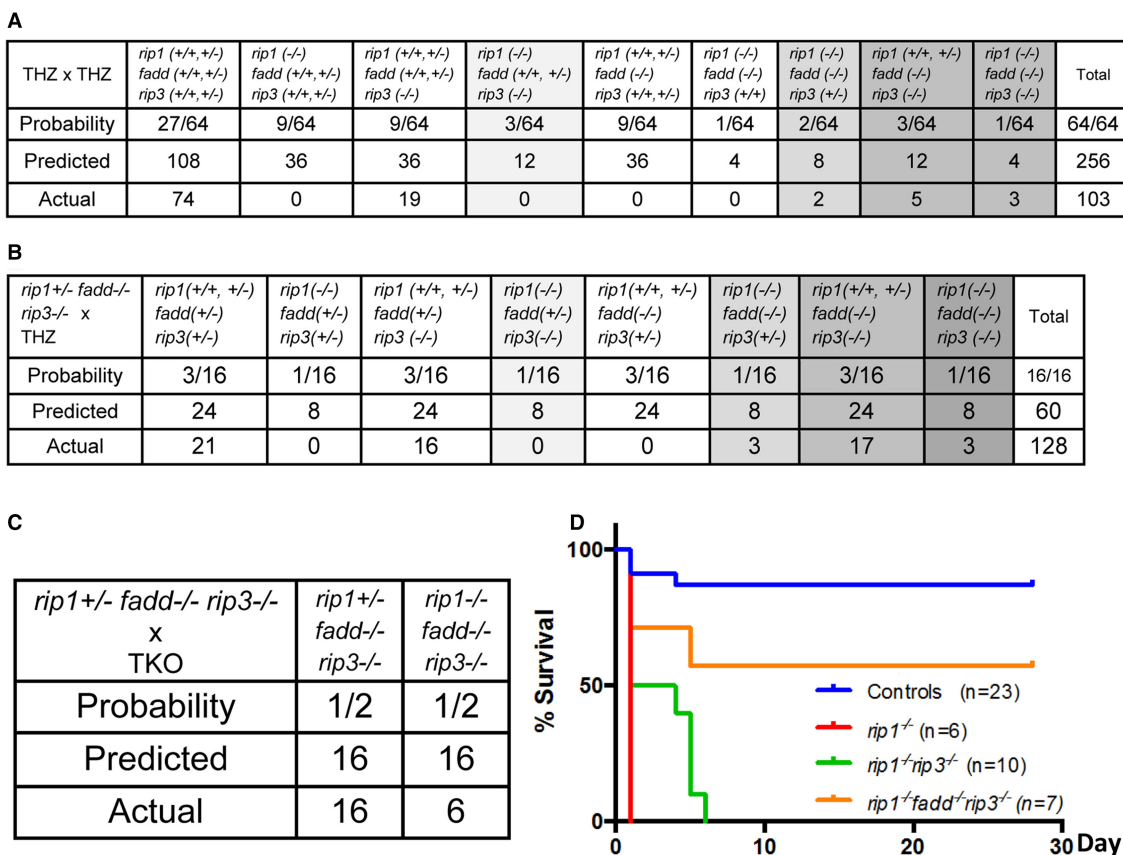 A
THZ x THZ
rip1 (+/+,+/-)
fadd (+/+,+/-)
rip3 (+/+,+/-)
rip1 (-/-)
fadd (+/+,+/-)
rip3 (+/+,+/-)
rip1 (+/+,+/-)
fadd (+/+,+/-)
rip3 (-/-)
rip1 (-/-)
fadd (+/+, +/-)
rip3 (-/-)
rip1 (+/+,+/-)
fadd (-/-)
rip3 (+/+,+/-)
rip1 (-/-)
fadd (-/-)
rip3 (+/+)
rip1 (-/-)
fadd (-/-)
rip3 (+/-)
rip1 (+/+, +/-)
fadd (-/-)
rip3 (-/-)
rip1 (-/-)
fadd (-/-)
rip3 (-/-)
Total
Probability 27/64 9/64 9/64 3/64 9/64 1/64 2/64 3/64 1/64 64/64
Predicted 108 36 36 12 36 4 8 12 4 256
Actual 74 0 19 0 0 0 2 5 3 103
B
rip1+/- fadd-/-
rip3-/- x
THZ
rip1(+/+, +/-)
fadd(+/-)
rip3(+/-)
rip1(-/-)
fadd(+/-)
rip3(+/-)
rip1 (+/+, +/-)
fadd(+/-)
rip3 (-/-)
rip1(-/-)
fadd(+/-)
rip3(-/-)
rip1(+/+, +/-)
fadd(-/-)
rip3(+/-)
rip1(-/-)
fadd(-/-)
rip3(+/-)
rip1(+/+, +/-)
fadd(-/-)
rip3(-/-)
rip1(-/-)
fadd(-/-)
rip3 (-/-)
Total
Probability 3/16 1/16 3/16 1/16 3/16 1/16 3/16 1/16 16/16
Predicted 24 8 24 8 24 8 24 8 60
Actual 21 0 16 0 0 3 17 3 128
C
rip1+/- fadd-/- rip3-/-
x
TKO
rip1+/-
fadd-/-
rip3-/-
rip1-/-
fadd-/-
rip3-/-
Probability 1/2 1/2
Predicted 16 16
Actual 16 6
D
% Survival
100
50
0
0 10 20 30 Day
Controls (n=23)
rip1-/- (n=6)
rip1-/-rip3-/- (n=10)
rip1-/-fadd-/-rip3-/- (n=7)